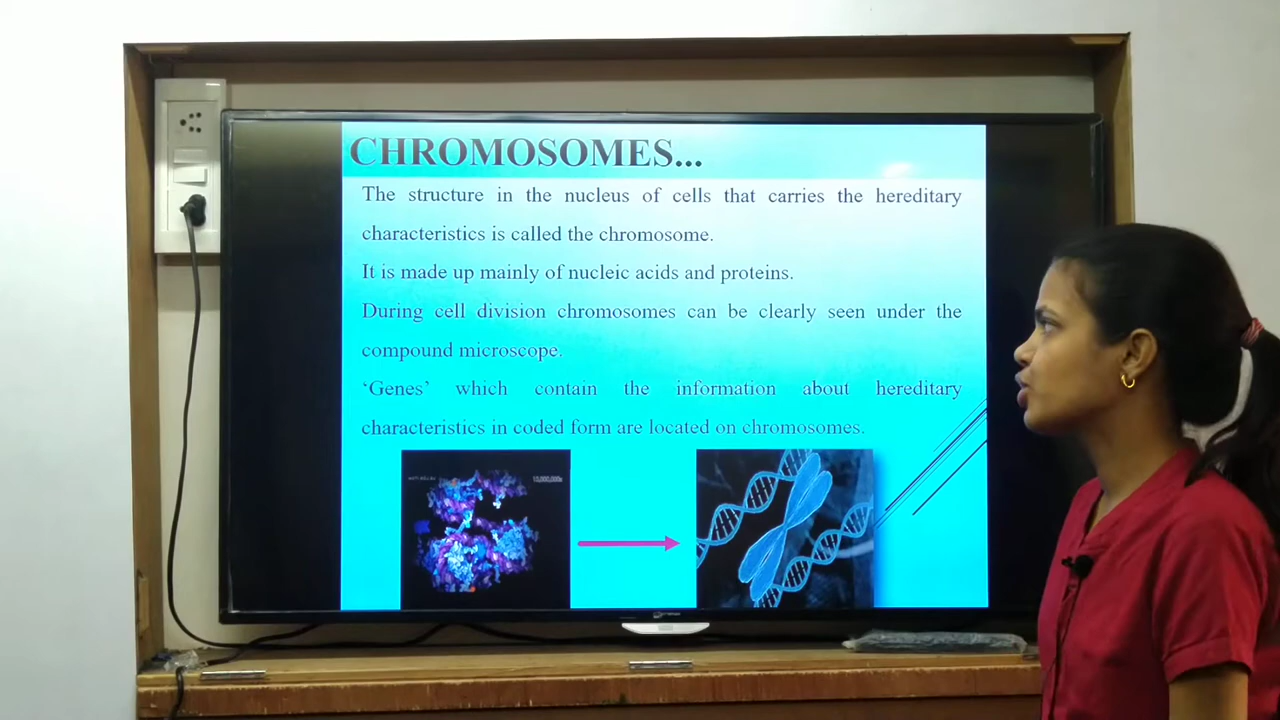 CHROMOSOMES...
The structure in the nucleus of cells that carries the hereditary
characteristics is called the chromosome.
It is made up mainly of nucleic acids and proteins.
During cell division chromosomes can be clearly seen under the
compound microscope.
‘Genes’ which contain the information about hereditary
characteristics in coded form are located on chromosomes.